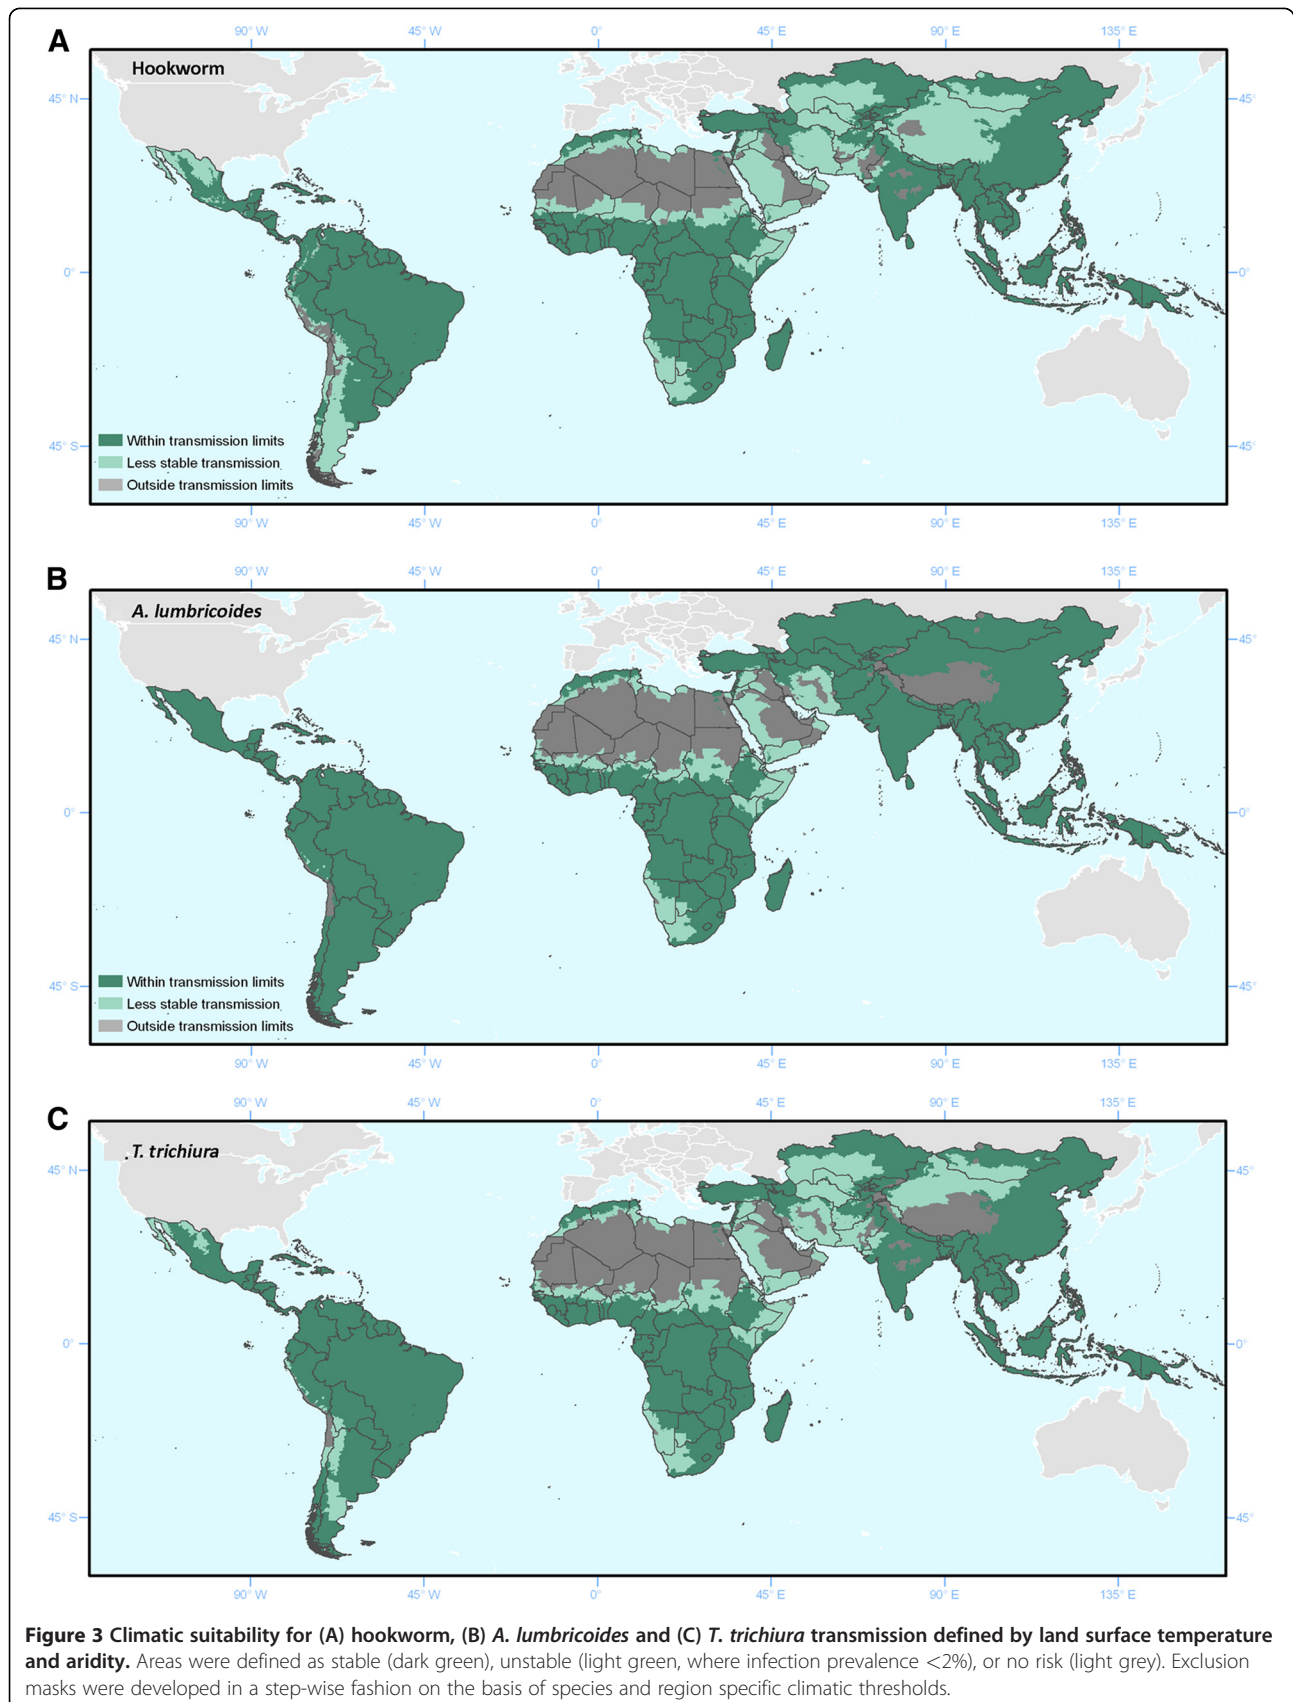 A
90° W 45° W 0° 45° E 90° E 135° E
Hookworm
45° N 45°
0° 0°
45° S 45°
Within transmission limits
Less stable transmission
Outside transmission limits
90° W 45° W 0° 45° E 90° E 135° E
B
90° W 45° W 0° 45° E 90° E 135° E
A. lumbricoides
45° N 45°
0° 0°
45° S 45°
Within transmission limits
Less stable transmission
Outside transmission limits
90° W 45° W 0° 45° E 90° E 135° E
C
90° W 45° W 0° 45° E 90° E 135° E
T. trichiura
45° N 45°
0° 0°
45° S 45°
90° W 45° W 0° 45° E 90° E 135° E
Figure 3 Climatic suitability for (A) hookworm, (B) A. lumbricoides and (C) T. trichiura transmission defined by land surface temperature
and aridity. Areas were defined as stable (dark green), unstable (light green, where infection prevalence <2%), or no risk (light grey). Exclusion
masks were developed in a step-wise fashion on the basis of species and region specific climatic thresholds.